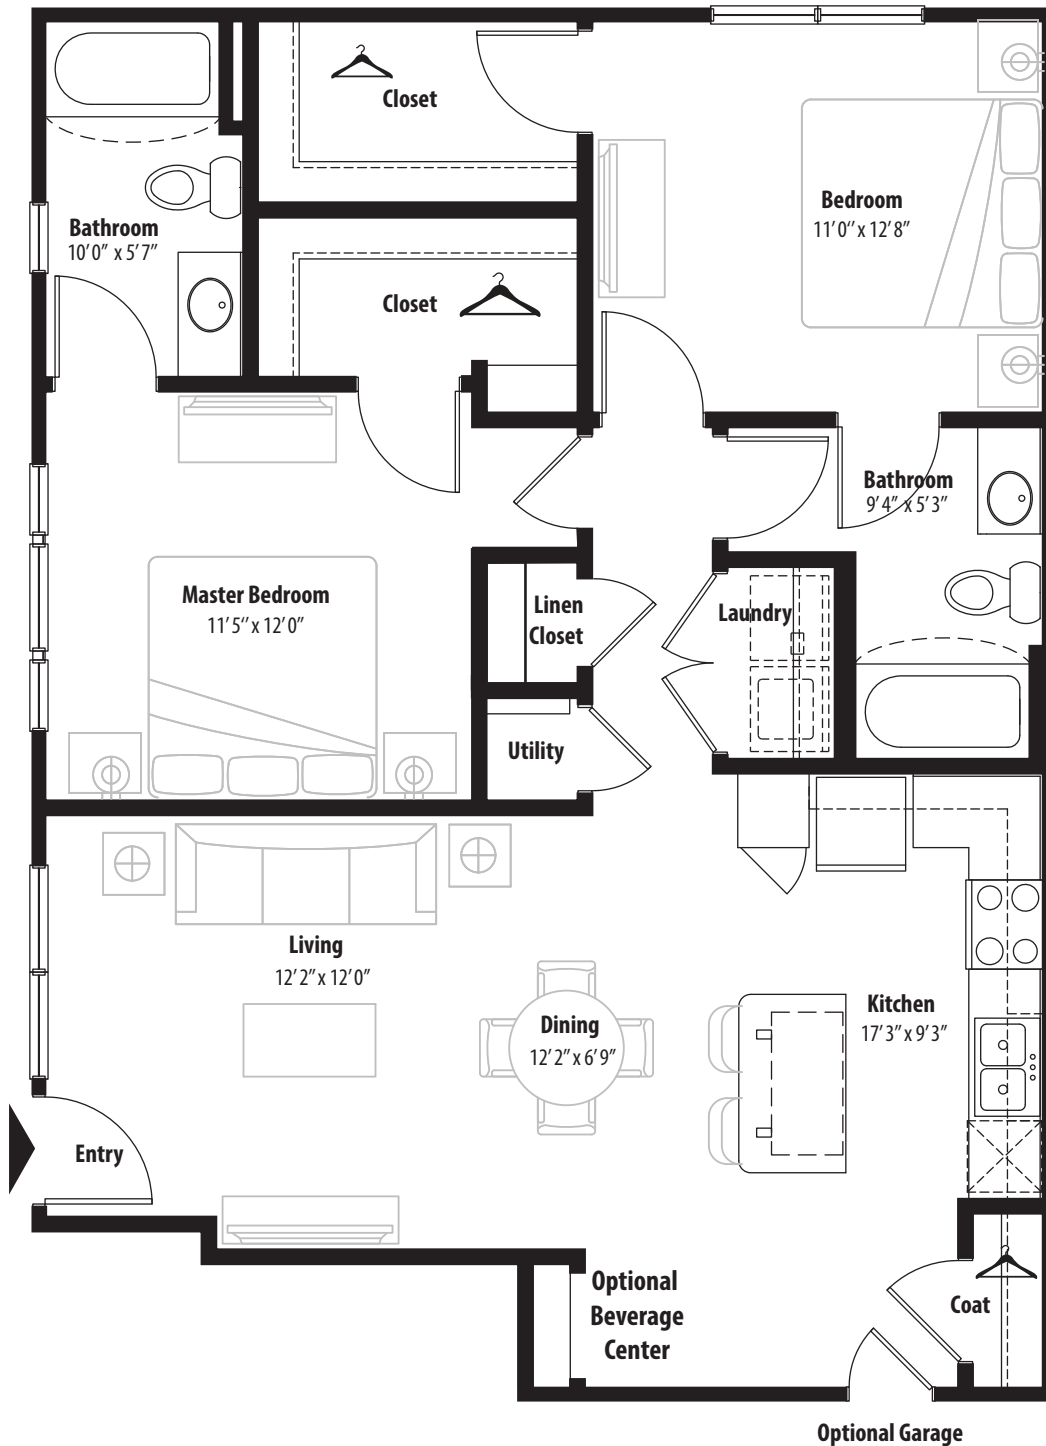 Closet
Bathroom
10'0" x 5'7"
Bedroom
11'0" x 12'8"
Closet
Bathroom
9'4" x 5'3"
Master Bedroom
11'5" x 12'0"
Linen
Closet
Laundry
Utility
Living
12'2" x 12'0"
Dining
12'2" x 6'9"
Kitchen
17'3" x 9'3"
Entry
Optional
Beverage
Center
Coat
Optional Garage